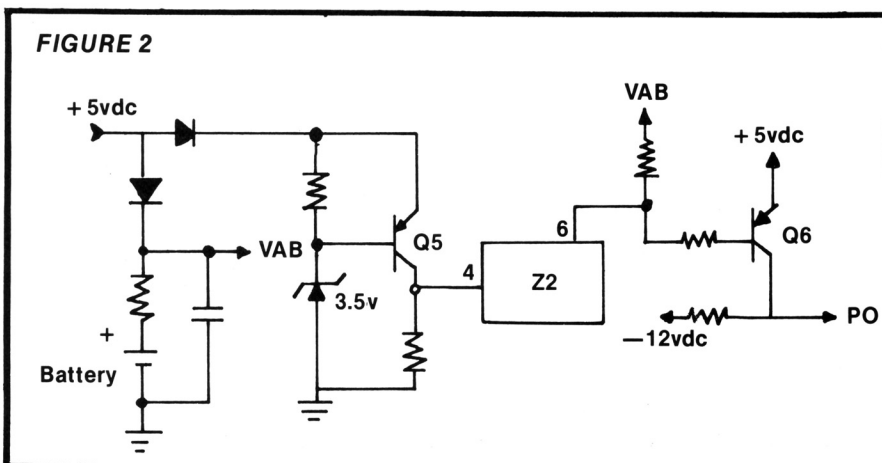 FIGURE 2
+ 5vdc
VAB
+ 5vdc
6
Q5
Q6
VAB
4
Z2
3.5v
+
—12vdc
PO
Battery